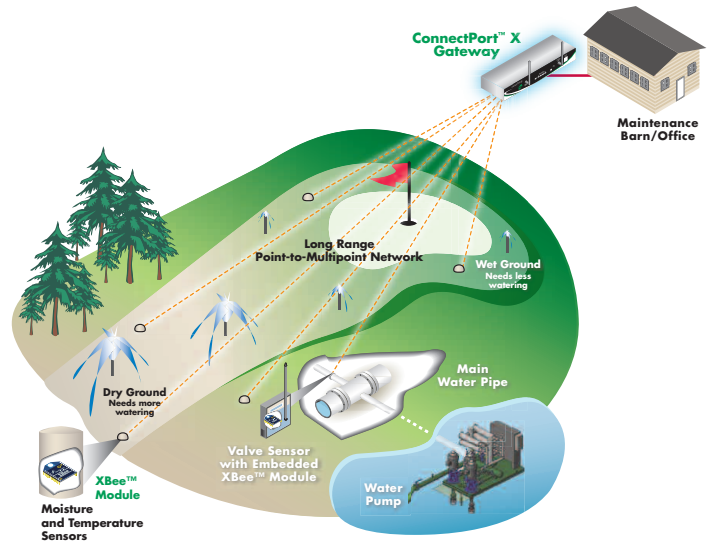 ConnectPort™ X
Gateway
Maintenance
Barn/Office
Long Range
Point-to-Multipoint Network
Wet Ground
Needs less
watering
Dry Ground
Needs more
watering
Main
Water Pipe
Valve Sensor
with Embedded
XBee™ Module
Water
Pump
XBee™
Module
Moisture
and Temperature
Sensors